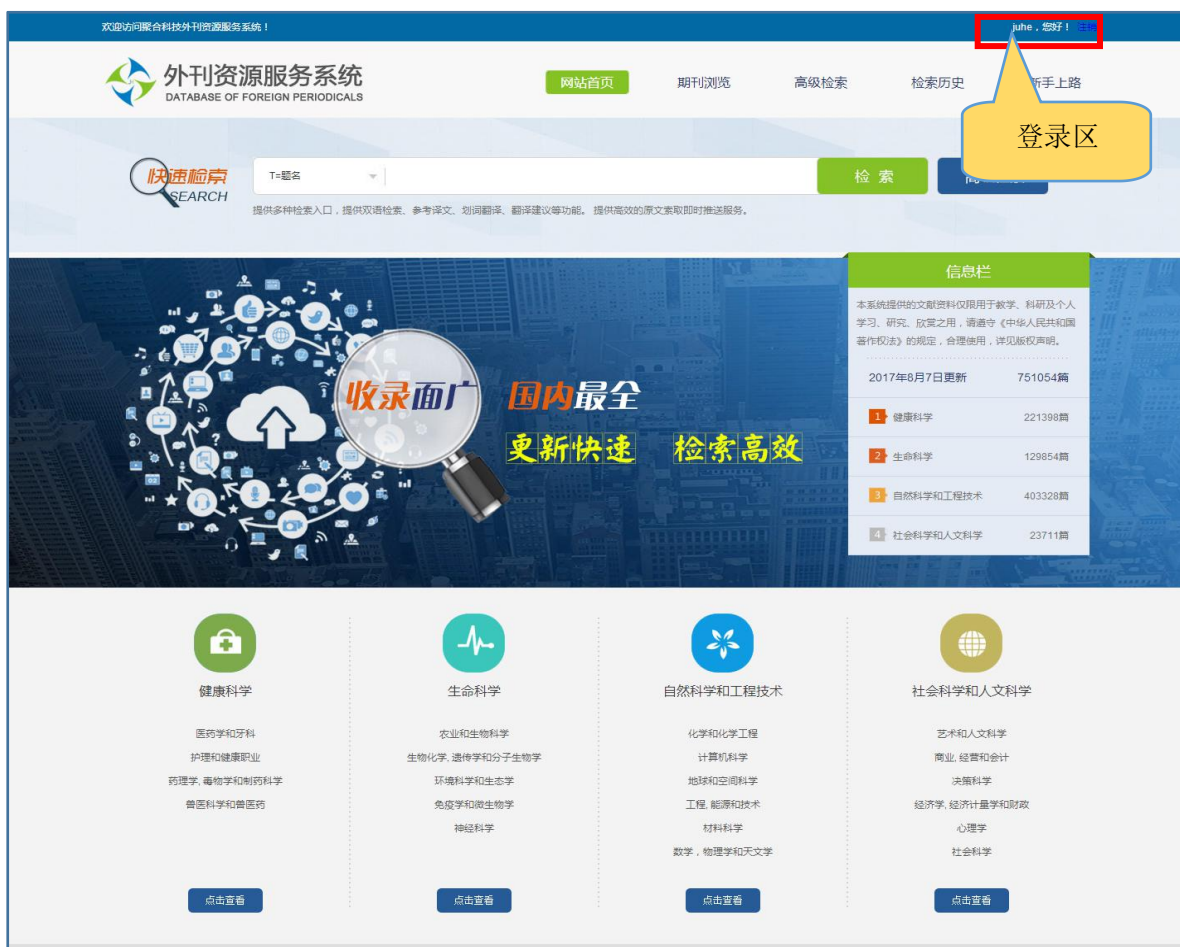 欢迎访问聚合科技外刊资源服务系统！
juhe，您好！ 注销
外刊资源服务系统
DATABASE OF FOREIGN PERIODICALS
网站首页 期刊浏览 高级检索 检索历史 新手上路
登录区
快速检索
SEARCH
T=题名
检 索
高
提供多种检索入口，提供双语检索、参考译文、划词翻译、翻译建议等功能。 提供高效的原文索取即时推送服务。
收录面广 国内最全
更新快速 检索高效
信息栏
本系统提供的文献资料仅限用于教学、科研及个人
学习、研究、欣赏之用，请遵守《中华人民共和国
著作权法》的规定，合理使用，详见版权声明。
2017年8月7日更新 751054篇
1 健康科学 221398篇
2 生命科学 129854篇
3 自然科学和工程技术 403328篇
4 社会科学和人文科学 23711篇
健康科学
医药学和牙科
护理和健康职业
药理学, 毒物学和制药科学
兽医科学和兽医药
点击查看
生命科学
农业和生物科学
生物化学, 遗传学和分子生物学
环境科学和生态学
免疫学和微生物学
神经科学
点击查看
自然科学和工程技术
化学和化学工程
计算机科学
地球和空间科学
工程, 能源和技术
材料科学
数学，物理学和天文学
点击查看
社会科学和人文科学
艺术和人文科学
商业, 经营和会计
决策科学
经济学, 经济计量学和财政
心理学
社会科学
点击查看